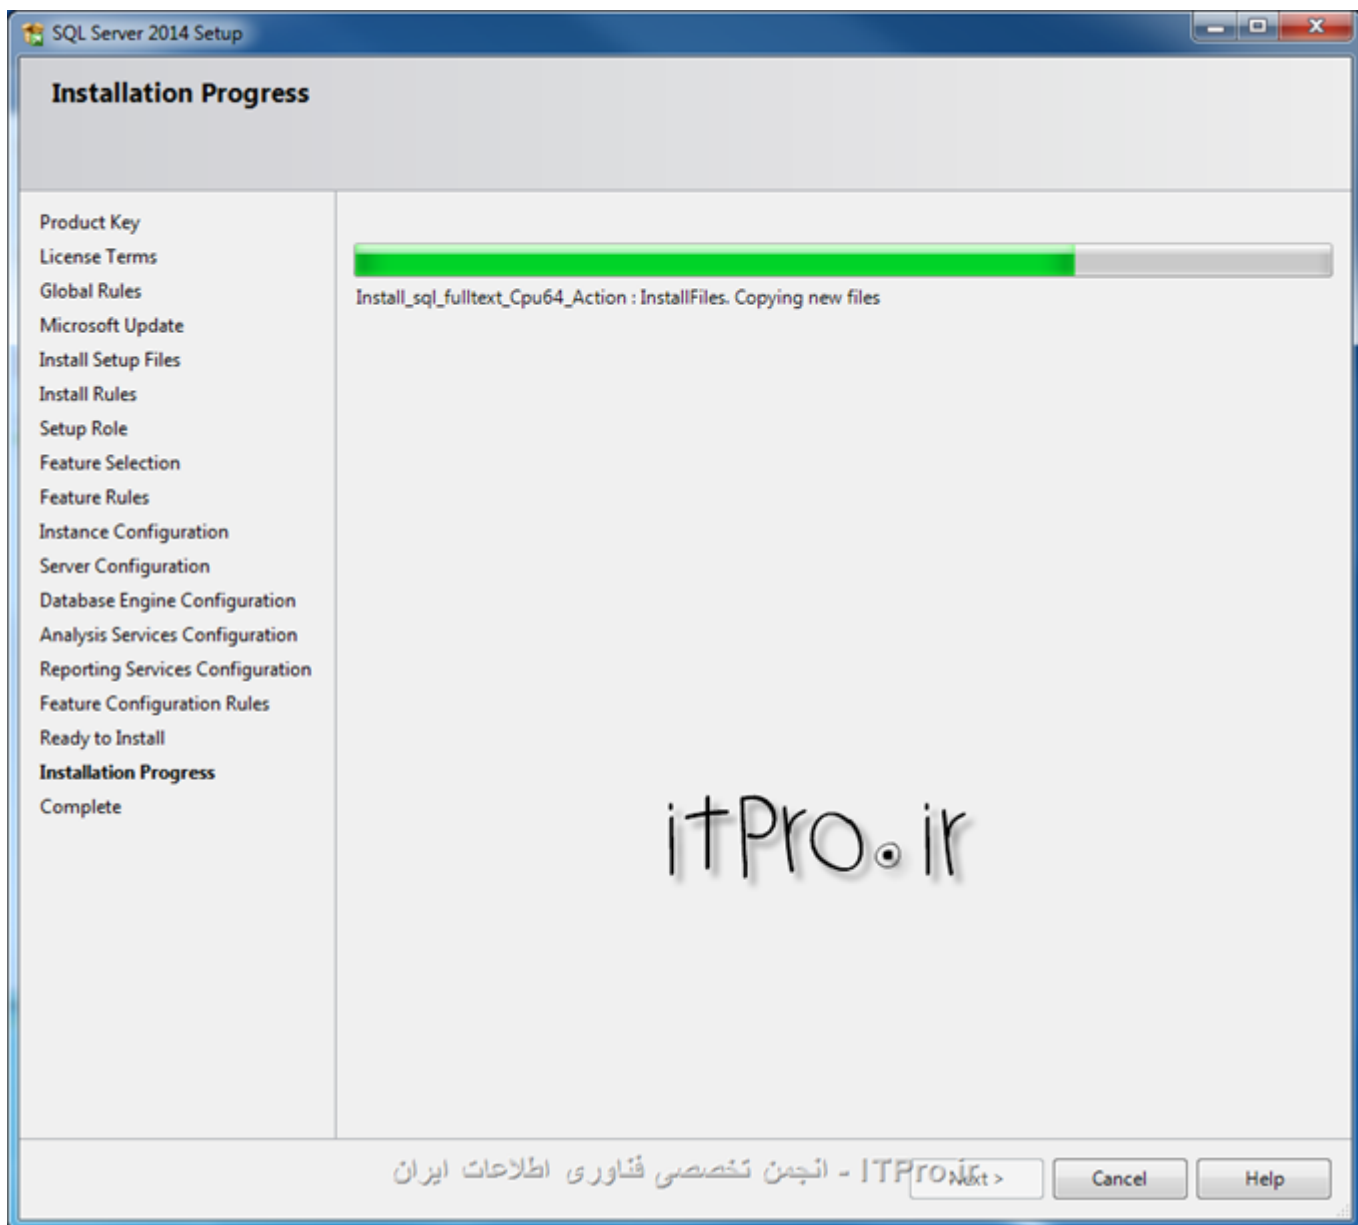 SQL Server 2014 Setup
Installation Progress
Product Key
License Terms
Global Rules
Microsoft Update
Install Setup Files
Install Rules
Setup Role
Feature Selection
Feature Rules
Instance Configuration
Server Configuration
Database Engine Configuration
Analysis Services Configuration
Reporting Services Configuration
Feature Configuration Rules
Ready to Install
Installation Progress
Complete
Install_sql_fulltext_Cpu64_Action : InstallFiles. Copying new files
itPro.ir
ITPro.ir - انجمن تخصصی فناوری اطلاعات ایران
Next >
Cancel
Help